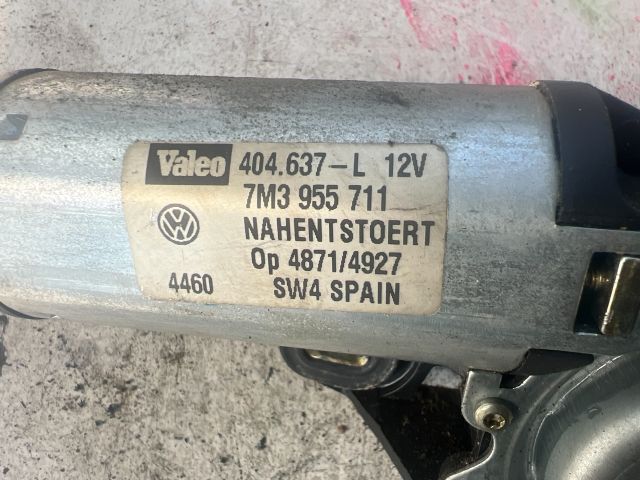 Valeo 404.637-L 12V
7M3 955 711
NAHENTSTOERT
Op 4871/4927
4460 SW4 SPAIN